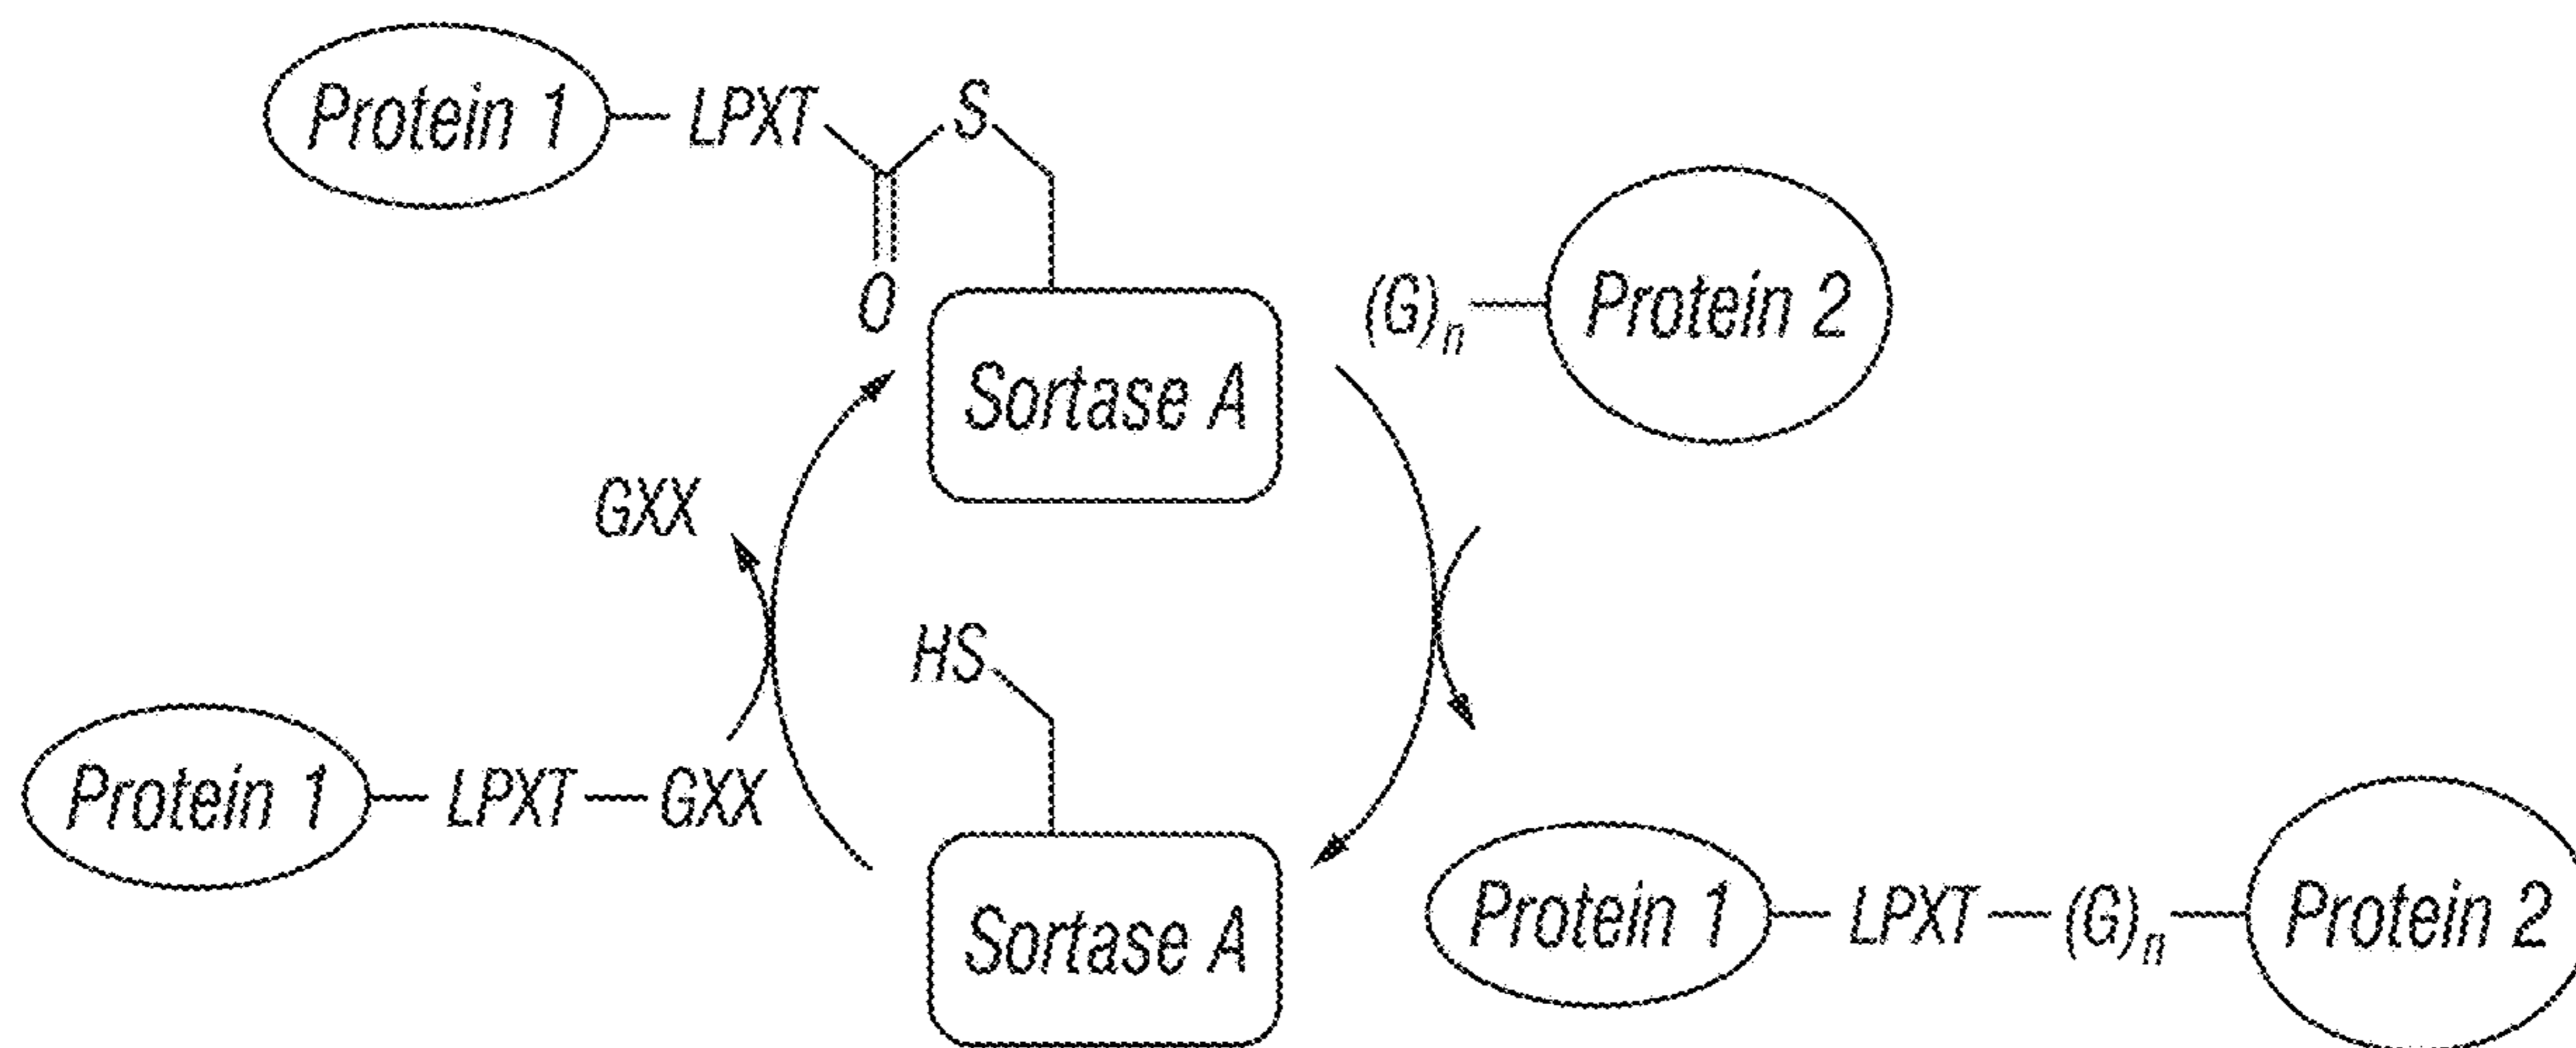 Protein 1 — LPXT
S
O
Sortase A
(G)n — Protein 2
GXX
HS
Protein 1 — LPXT — GXX
Sortase A
Protein 1 — LPXT — (G)n — Protein 2